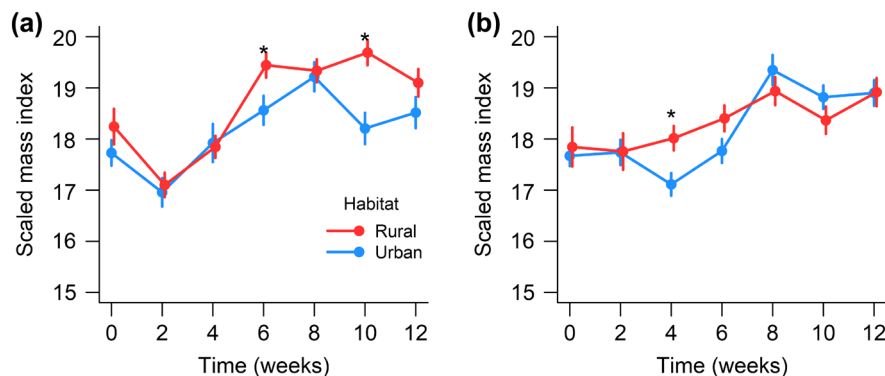 (a)
20
19
18
17
16
15
Scaled mass index
* *
Habitat
Rural
Urban
0 2 4 6 8 10 12
Time (weeks)
(b)
20
19
18
17
16
15
Scaled mass index
*
0 2 4 6 8 10 12
Time (weeks)